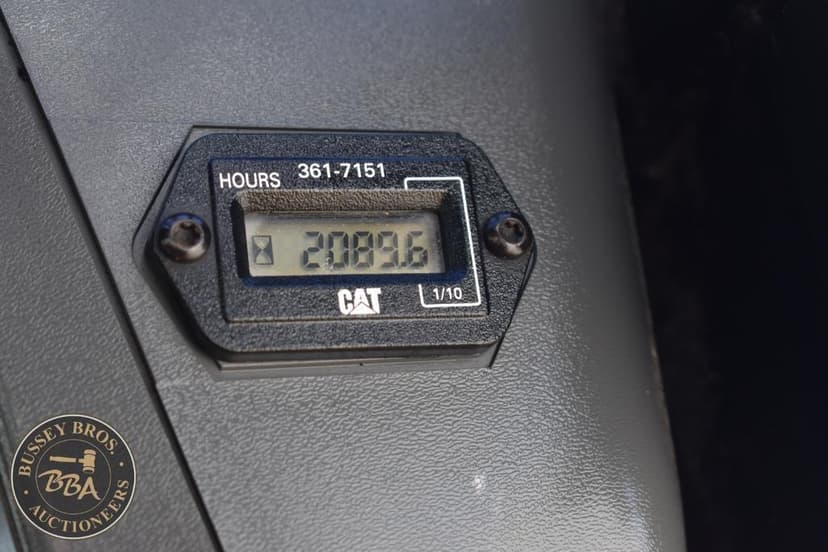 HOURS 361-7151
2089.6
CAT
1/10
BUSSEY BROS.
BBA
AUCTIONEERS